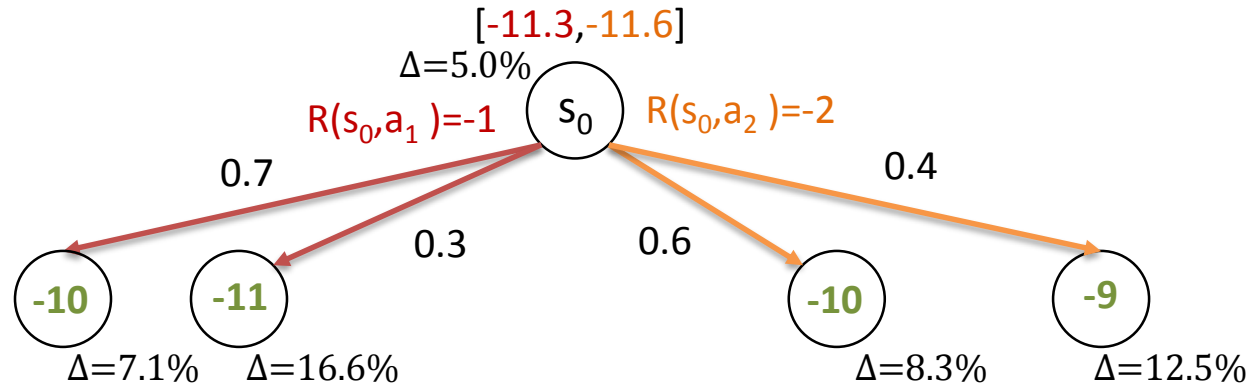 [-11.3,-11.6]
Δ=5.0%
s₀
R(s₀,a₁ )=-1
R(s₀,a₂ )=-2
0.7
0.3
0.6
0.4
-10
-11
-10
-9
Δ=7.1%
Δ=16.6%
Δ=8.3%
Δ=12.5%